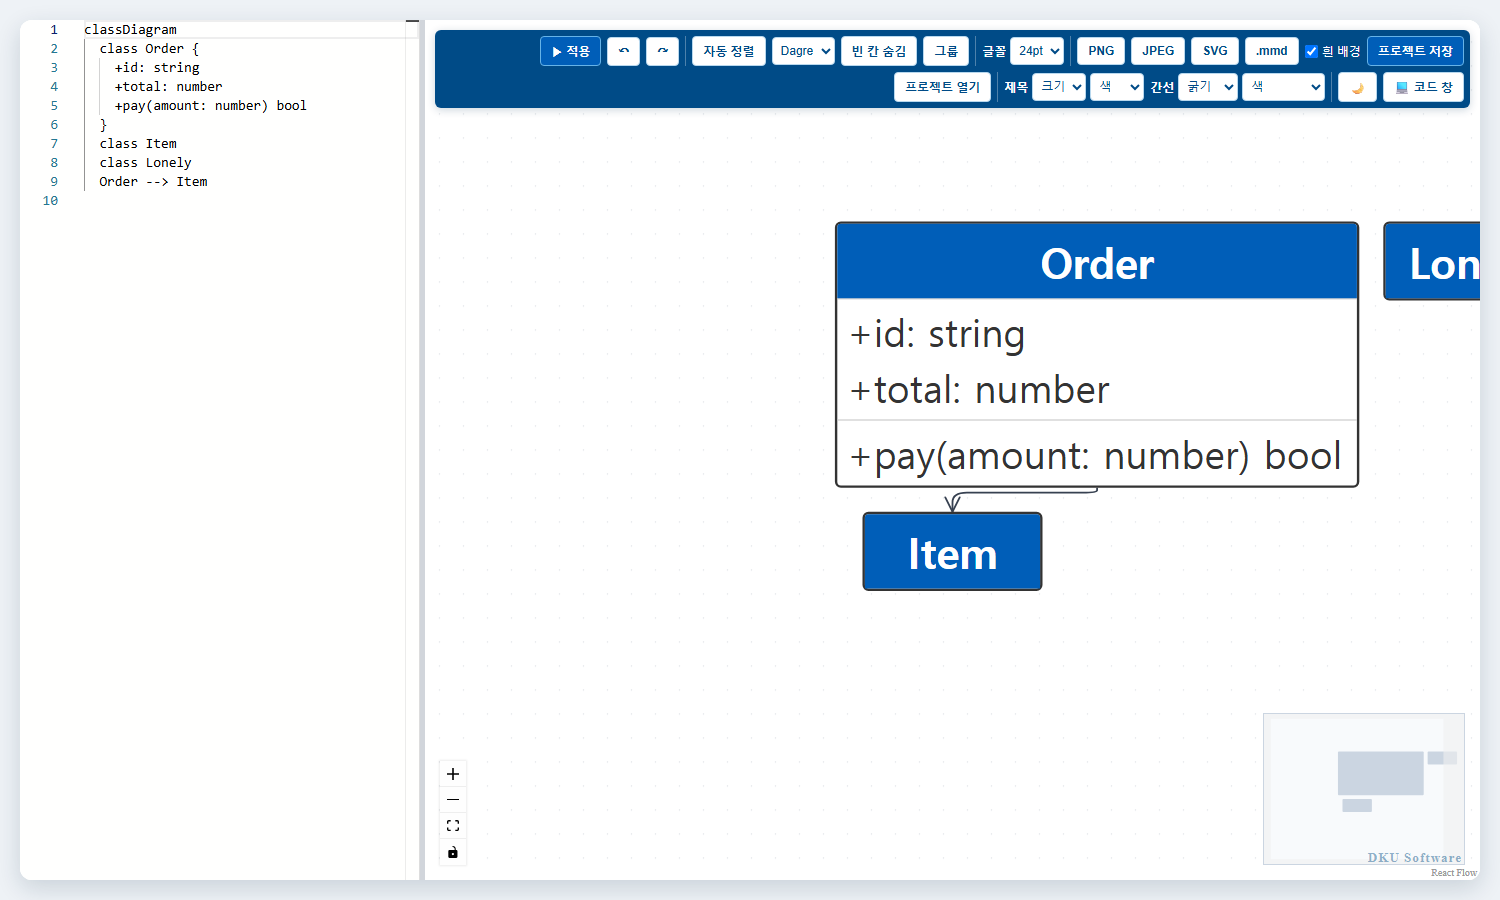 1 classDiagram
2 class Order {
3 +id: string
4 +total: number
5 +pay(amount: number) bool
6 }
7 class Item
8 class Lonely
9 Order --> Item
10
▶ 적용 ↶ ↷ 자동 정렬 Dagre 빈 칸 숨김 그룹 글꼴 24pt PNG JPEG SVG .mmd 흰 배경 프로젝트 저장
프로젝트 열기 제목 크기 색 간선 굵기 색 🌙 💻 코드 창
Order
+id: string
+total: number
+pay(amount: number) bool
Lon
Item
DKU Software
React Flow